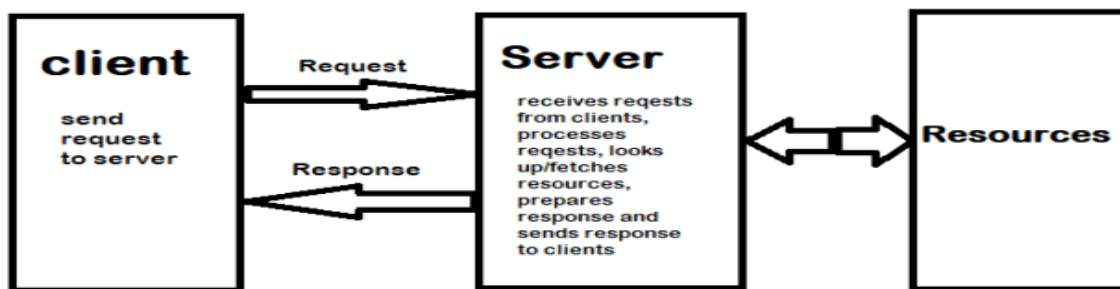 client
send
request
to server
Request
Response
Server
receives reqests
from clients,
processes
reqests, looks
up/fetches
resources,
prepares
response and
sends response
to clients
Resources